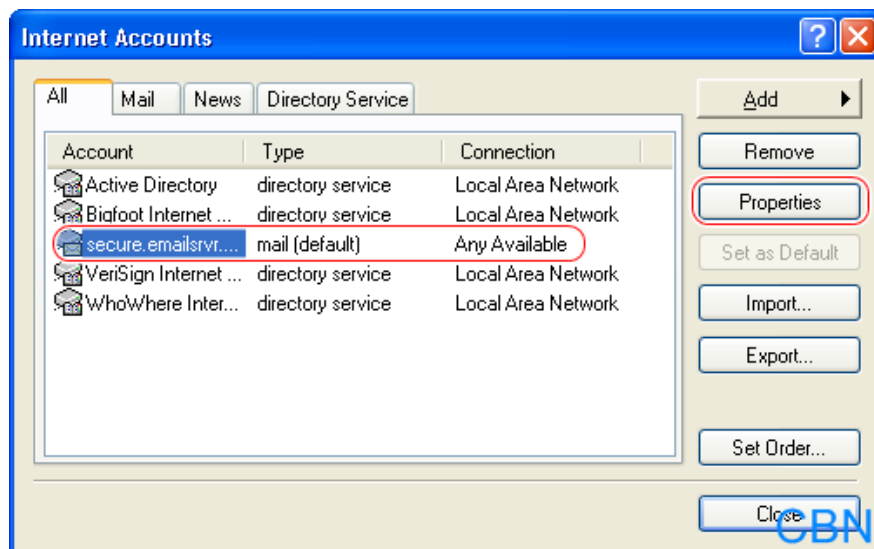 Internet Accounts
All Mail News Directory Service
Add
Account Type Connection
Remove
Active Directory directory service Local Area Network
Bigfoot Internet ... directory service Local Area Network
Properties
secure.emailsrvr.... mail (default) Any Available
Set as Default
VeriSign Internet ... directory service Local Area Network
WhoWhere Inter... directory service Local Area Network
Import...
Export...
Set Order...
Close
CBN